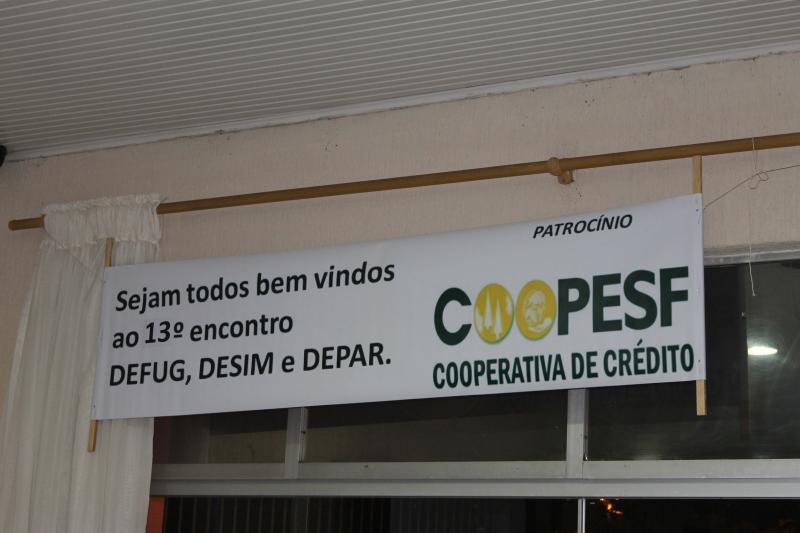 Sejam todos bem vindos
ao 13º encontro
DEFUG, DESIM e DEPAR.
PATROCÍNIO
COOPESF
COOPERATIVA DE CRÉDITO